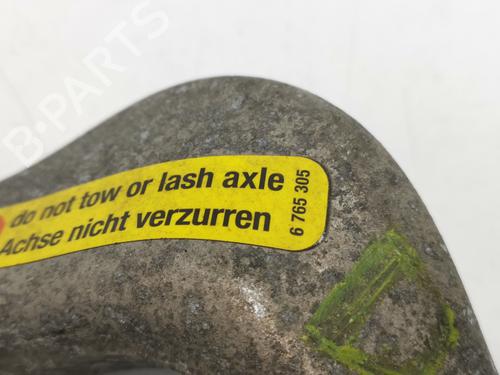 B-PARTS
do not tow or lash axle
Achse nicht verzurren
6 765 305